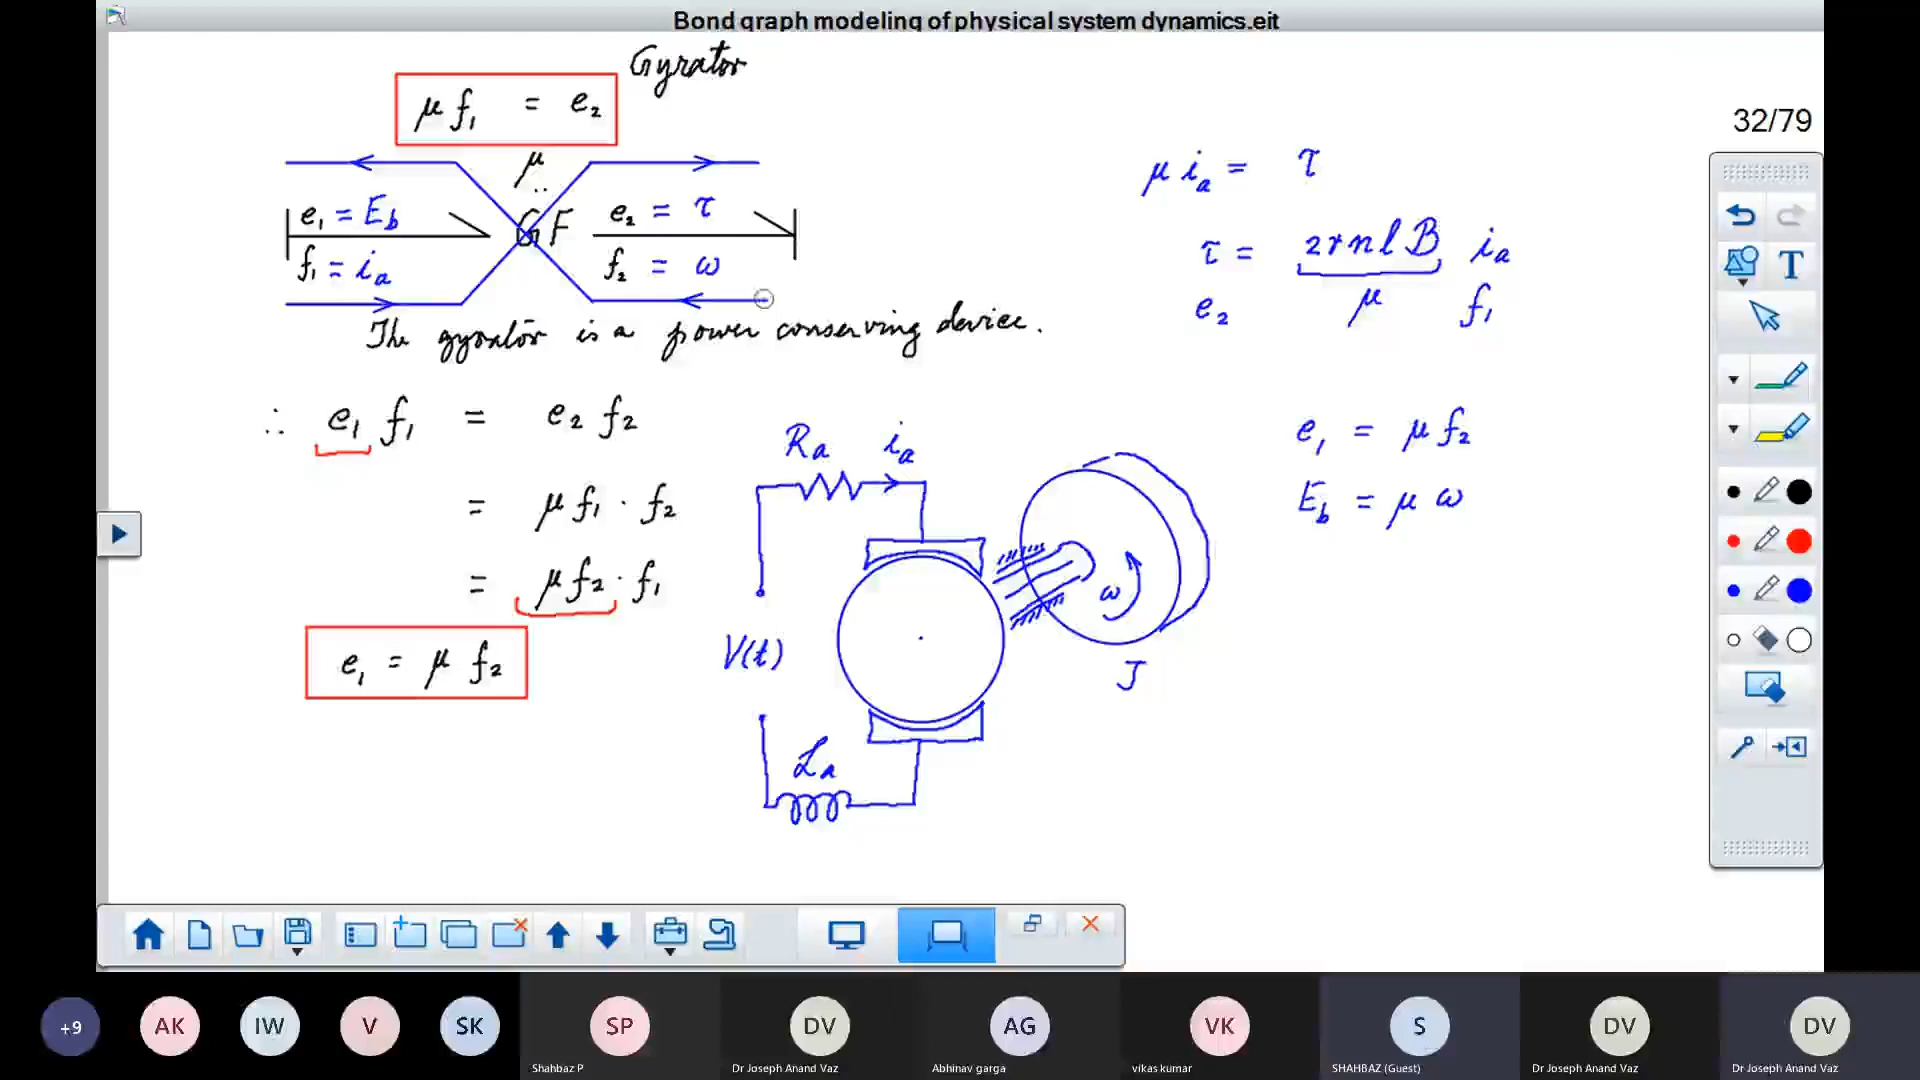 Bond graph modeling of physical system dynamics.eit
Gyrator
μ f₁ = e₂
32/79
μ
..
GF
e₁ = E_b
f₁ = i_a
e₂ = τ
f₂ = ω
The gyrator is a power conserving device.
∴ e₁ f₁ = e₂ f₂
= μ f₁ · f₂
= μ f₂ · f₁
e₁ = μ f₂
μ i_a = τ
τ = 2 r n l B i_a
e₂ μ f₁
e₁ = μ f₂
E_b = μ ω
R_a i_a
ω
V(t)
J
L_a
T
+9
AK
IW
V
SK
SP
DV
AG
VK
S
DV
DV
Shahbaz P
Dr Joseph Anand Vaz
Abhinav garga
vikas kumar
SHAHBAZ (Guest)
Dr Joseph Anand Vaz
Dr Joseph Anand Vaz